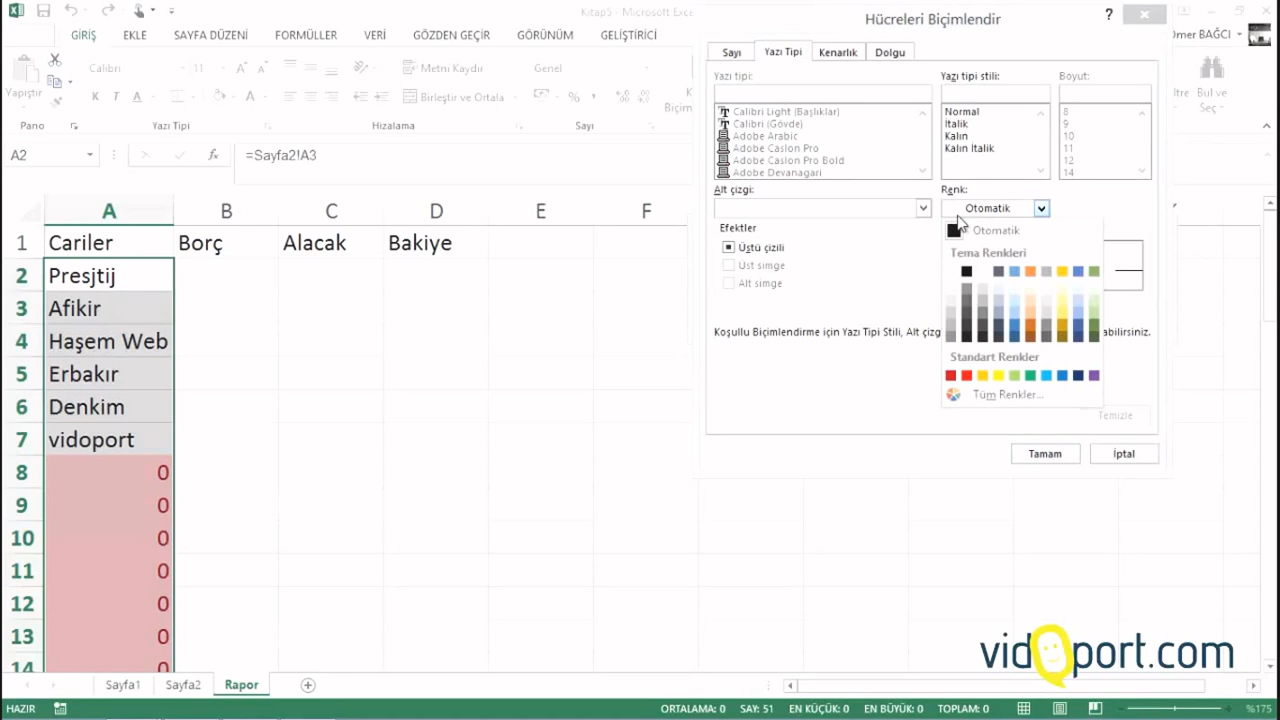 Kitap5 - Microsoft Exce
Hücreleri Biçimlendir
?
GİRİŞ EKLE SAYFA DÜZENİ FORMÜLLER VERİ GÖZDEN GEÇİR GÖRÜNÜM GELİŞTİRİCİ
Ömer BAĞCI
Yapıştır
Calibri 11
K T A
Metni Kaydır
Birleştir ve Ortala
Genel
%
Biçim
Bul ve
Seç
Pano Yazı Tipi Hizalama Sayı
Sayı Yazı Tipi Kenarlık Dolgu
Yazı tipi: Yazı tipi stili: Boyut:
Calibri Light (Başlıklar) Normal 8
Calibri (Gövde) İtalik 9
Adobe Arabic Kalın 10
Adobe Caslon Pro Kalın İtalik 11
Adobe Caslon Pro Bold 12
Adobe Devanagari 14
Alt çizgi: Renk:
Otomatik
Efektler
Üstü çizili
Üst simge
Alt simge
Otomatik
Tema Renkleri
Koşullu Biçimlendirme için Yazı Tipi Stili, Alt çizg abilirsiniz.
Standart Renkler
Tüm Renkler...
Temizle
Tamam İptal
A2 fx =Sayfa2!A3
A B C D E F
1 Cariler Borç Alacak Bakiye
2 Presjtij
3 Afikir
4 Haşem Web
5 Erbakır
6 Denkim
7 vidoport
8 0
9 0
10 0
11 0
12 0
13 0
14 0
vidoport.com
Sayfa1 Sayfa2 Rapor
HAZIR ORTALAMA: 0 SAY: 51 EN KÜÇÜK: 0 EN BÜYÜK: 0 TOPLAM: 0 %175